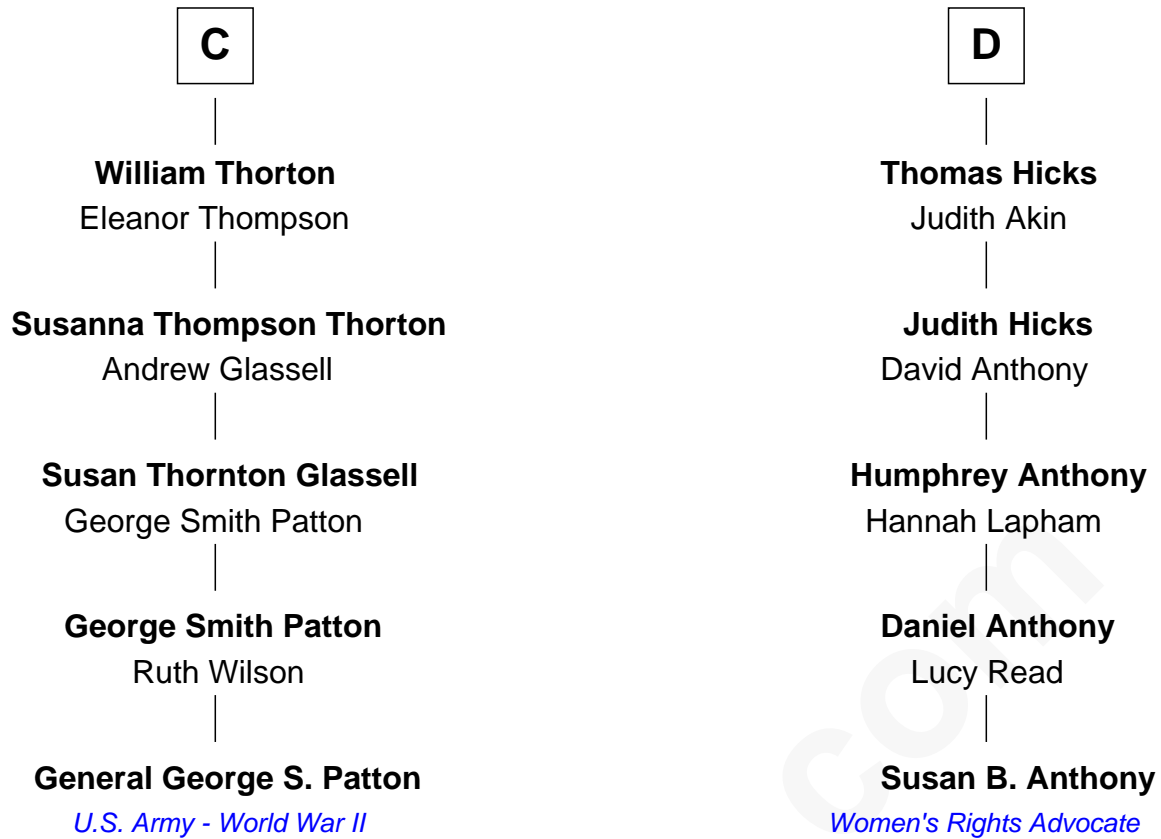 C
William Thorton
Eleanor Thompson
Susanna Thompson Thorton
Andrew Glassell
Susan Thornton Glassell
George Smith Patton
George Smith Patton
Ruth Wilson
General George S. Patton
U.S. Army - World War II
D
Thomas Hicks
Judith Akin
Judith Hicks
David Anthony
Humphrey Anthony
Hannah Lapham
Daniel Anthony
Lucy Read
Susan B. Anthony
Women's Rights Advocate
com